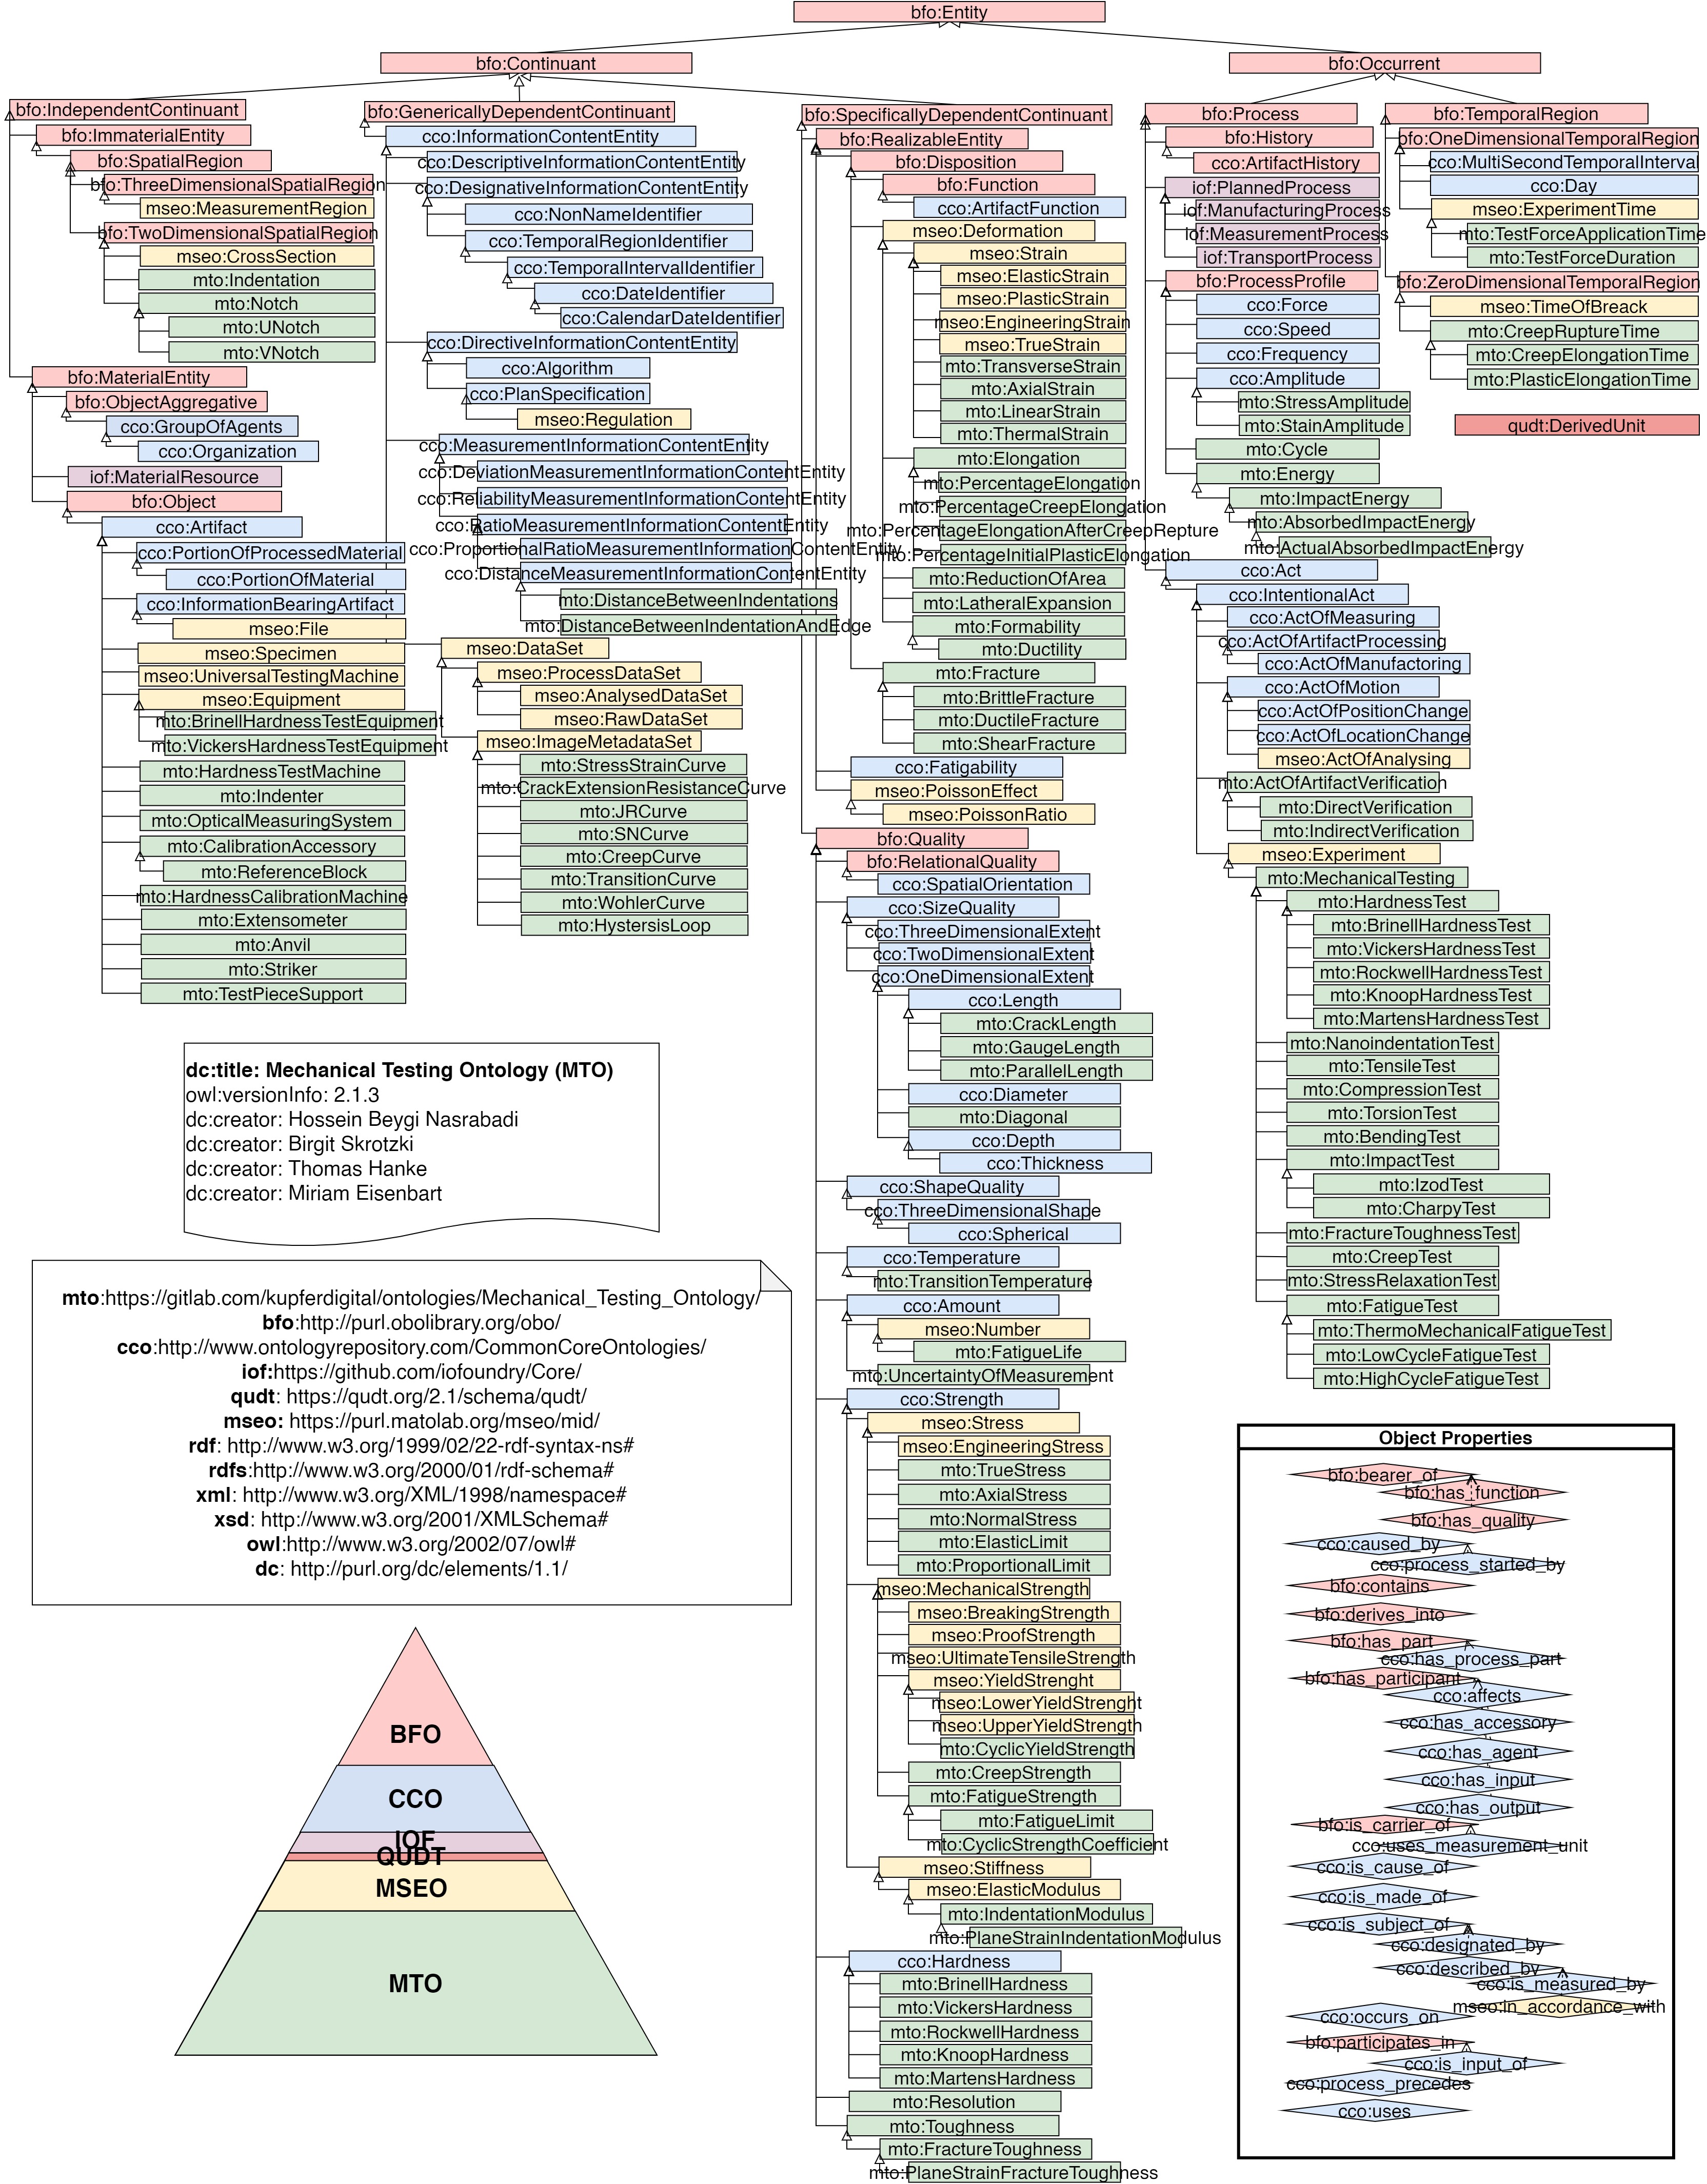 bfo:Entity
bfo:Continuant
bfo:Occurrent
bfo:IndependentContinuant
bfo:ImmaterialEntity
bfo:SpatialRegion
bfo:ThreeDimensionalSpatialRegion
mseo:MeasurementRegion
bfo:TwoDimensionalSpatialRegion
mseo:CrossSection
mto:Indentation
mto:Notch
mto:UNotch
mto:VNotch
bfo:MaterialEntity
bfo:ObjectAggregative
cco:GroupOfAgents
cco:Organization
iof:MaterialResource
bfo:Object
cco:Artifact
cco:PortionOfProcessedMaterial
cco:PortionOfMaterial
cco:InformationBearingArtifact
mseo:File
mseo:Specimen
mseo:UniversalTestingMachine
mseo:Equipment
mto:BrinellHardnessTestEquipment
mto:VickersHardnessTestEquipment
mto:HardnessTestMachine
mto:Indenter
mto:OpticalMeasuringSystem
mto:CalibrationAccessory
mto:ReferenceBlock
mto:HardnessCalibrationMachine
mto:Extensometer
mto:Anvil
mto:Striker
mto:TestPieceSupport
bfo:GenericallyDependentContinuant
cco:InformationContentEntity
cco:DescriptiveInformationContentEntity
cco:DesignativeInformationContentEntity
cco:NonNameIdentifier
cco:TemporalRegionIdentifier
cco:TemporalIntervalIdentifier
cco:DateIdentifier
cco:CalendarDateIdentifier
cco:DirectiveInformationContentEntity
cco:Algorithm
cco:PlanSpecification
mseo:Regulation
cco:MeasurementInformationContentEntity
cco:DeviationMeasurementInformationContentEntity
cco:ReliabilityMeasurementInformationContentEntity
cco:RatioMeasurementInformationContentEntity
cco:ProportionalRatioMeasurementInformationContentEntity
cco:DistanceMeasurementInformationContentEntity
mto:DistanceBetweenIndentations
mto:DistanceBetweenIndentationAndEdge
mseo:DataSet
mseo:ProcessDataSet
mseo:AnalysedDataSet
mseo:RawDataSet
mseo:ImageMetadataSet
mto:StressStrainCurve
mto:CrackExtensionResistanceCurve
mto:JRCurve
mto:SNCurve
mto:CreepCurve
mto:TransitionCurve
mto:WohlerCurve
mto:HystersisLoop
bfo:SpecificallyDependentContinuant
bfo:RealizableEntity
bfo:Disposition
bfo:Function
cco:ArtifactFunction
mseo:Deformation
mseo:Strain
mseo:ElasticStrain
mseo:PlasticStrain
mseo:EngineeringStrain
mseo:TrueStrain
mto:TransverseStrain
mto:AxialStrain
mto:LinearStrain
mto:ThermalStrain
mto:Elongation
mto:PercentageElongation
mto:PercentageCreepElongation
mto:PercentageElongationAfterCreepRepture
mto:PercentageInitialPlasticElongation
mto:ReductionOfArea
mto:LatheralExpansion
mto:Formability
mto:Ductility
mto:Fracture
mto:BrittleFracture
mto:DuctileFracture
mto:ShearFracture
cco:Fatigability
mseo:PoissonEffect
mseo:PoissonRatio
bfo:Quality
bfo:RelationalQuality
cco:SpatialOrientation
cco:SizeQuality
cco:ThreeDimensionalExtent
cco:TwoDimensionalExtent
cco:OneDimensionalExtent
cco:Length
mto:CrackLength
mto:GaugeLength
mto:ParallelLength
cco:Diameter
mto:Diagonal
cco:Depth
cco:Thickness
cco:ShapeQuality
cco:ThreeDimensionalShape
cco:Spherical
cco:Temperature
mto:TransitionTemperature
cco:Amount
mseo:Number
mto:FatigueLife
mto:UncertaintyOfMeasurement
cco:Strength
mseo:Stress
mseo:EngineeringStress
mto:TrueStress
mto:AxialStress
mto:NormalStress
mto:ElasticLimit
mto:ProportionalLimit
mseo:MechanicalStrength
mseo:BreakingStrength
mseo:ProofStrength
mseo:UltimateTensileStrength
mseo:YieldStrenght
mseo:LowerYieldStrenght
mseo:UpperYieldStrength
mto:CyclicYieldStrength
mto:CreepStrength
mto:FatigueStrength
mto:FatigueLimit
mto:CyclicStrengthCoefficient
mseo:Stiffness
mseo:ElasticModulus
mto:IndentationModulus
mto:PlaneStrainIndentationModulus
cco:Hardness
mto:BrinellHardness
mto:VickersHardness
mto:RockwellHardness
mto:KnoopHardness
mto:MartensHardness
mto:Resolution
mto:Toughness
mto:FractureToughness
mto:PlaneStrainFractureToughness
bfo:Process
bfo:History
cco:ArtifactHistory
iof:PlannedProcess
iof:ManufacturingProcess
iof:MeasurementProcess
iof:TransportProcess
bfo:ProcessProfile
cco:Force
cco:Speed
cco:Frequency
cco:Amplitude
mto:StressAmplitude
mto:StainAmplitude
mto:Cycle
mto:Energy
mto:ImpactEnergy
mto:AbsorbedImpactEnergy
mto:ActualAbsorbedImpactEnergy
cco:Act
cco:IntentionalAct
cco:ActOfMeasuring
cco:ActOfArtifactProcessing
cco:ActOfManufactoring
cco:ActOfMotion
cco:ActOfPositionChange
cco:ActOfLocationChange
mseo:ActOfAnalysing
mto:ActOfArtifactVerification
mto:DirectVerification
mto:IndirectVerification
mseo:Experiment
mto:MechanicalTesting
mto:HardnessTest
mto:BrinellHardnessTest
mto:VickersHardnessTest
mto:RockwellHardnessTest
mto:KnoopHardnessTest
mto:MartensHardnessTest
mto:NanoindentationTest
mto:TensileTest
mto:CompressionTest
mto:TorsionTest
mto:BendingTest
mto:ImpactTest
mto:IzodTest
mto:CharpyTest
mto:FractureToughnessTest
mto:CreepTest
mto:StressRelaxationTest
mto:FatigueTest
mto:ThermoMechanicalFatigueTest
mto:LowCycleFatigueTest
mto:HighCycleFatigueTest
bfo:TemporalRegion
bfo:OneDimensionalTemporalRegion
cco:MultiSecondTemporalInterval
cco:Day
mseo:ExperimentTime
mto:TestForceApplicationTime
mto:TestForceDuration
bfo:ZeroDimensionalTemporalRegion
mseo:TimeOfBreack
mto:CreepRuptureTime
mto:CreepElongationTime
mto:PlasticElongationTime
qudt:DerivedUnit
dc:title: Mechanical Testing Ontology (MTO)
owl:versionInfo: 2.1.3
dc:creator: Hossein Beygi Nasrabadi
dc:creator: Birgit Skrotzki
dc:creator: Thomas Hanke
dc:creator: Miriam Eisenbart
mto:https://gitlab.com/kupferdigital/ontologies/Mechanical_Testing_Ontology/
bfo:http://purl.obolibrary.org/obo/
cco:http://www.ontologyrepository.com/CommonCoreOntologies/
iof:https://github.com/iofoundry/Core/
qudt: https://qudt.org/2.1/schema/qudt/
mseo: https://purl.matolab.org/mseo/mid/
rdf: http://www.w3.org/1999/02/22-rdf-syntax-ns#
rdfs:http://www.w3.org/2000/01/rdf-schema#
xml: http://www.w3.org/XML/1998/namespace#
xsd: http://www.w3.org/2001/XMLSchema#
owl:http://www.w3.org/2002/07/owl#
dc: http://purl.org/dc/elements/1.1/
BFO
CCO
IOF
QUDT
MSEO
MTO
Object Properties
bfo:bearer_of
bfo:has_function
bfo:has_quality
cco:caused_by
cco:process_started_by
bfo:contains
bfo:derives_into
bfo:has_part
cco:has_process_part
bfo:has_participant
cco:affects
cco:has_accessory
cco:has_agent
cco:has_input
cco:has_output
bfo:is_carrier_of
cco:uses_measurement_unit
cco:is_cause_of
cco:is_made_of
cco:is_subject_of
cco:designated_by
cco:described_by
cco:is_measured_by
mseo:in_accordance_with
cco:occurs_on
bfo:participates_in
cco:is_input_of
cco:process_precedes
cco:uses